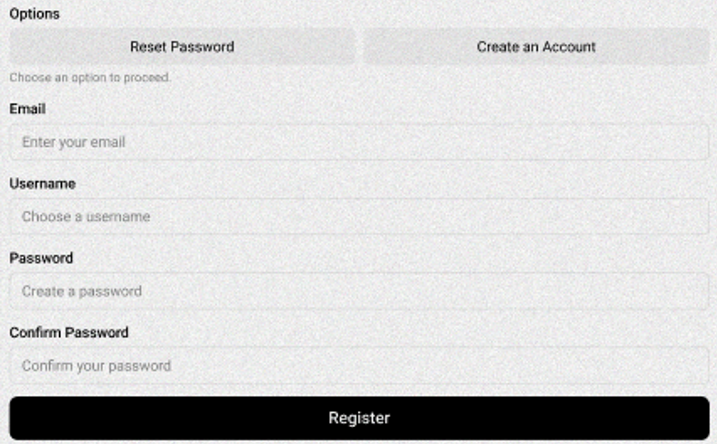 Options
Reset Password Create an Account
Choose an option to proceed.
Email
Enter your email
Username
Choose a username
Password
Create a password
Confirm Password
Confirm your password
Register